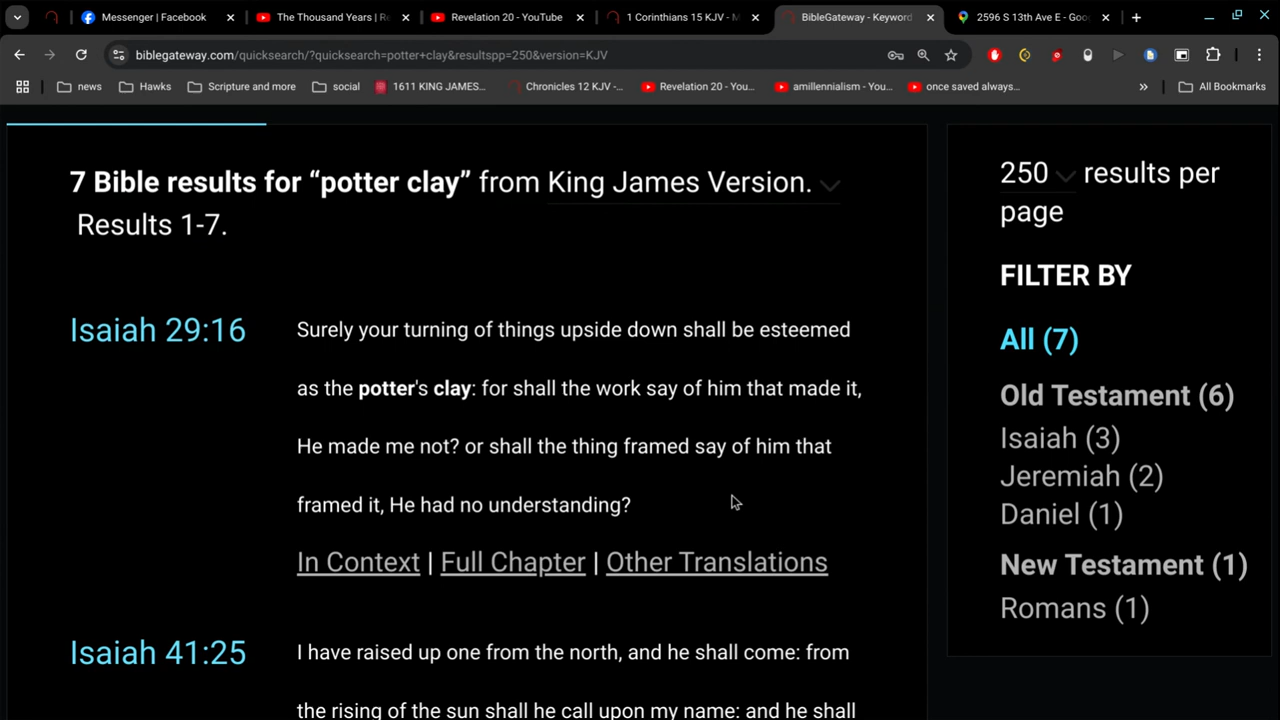 Messenger | Facebook
The Thousand Years | Re
Revelation 20 - YouTube
1 Corinthians 15 KJV - M
BibleGateway - Keyword
2596 S 13th Ave E - Goo
biblegateway.com/quicksearch/?quicksearch=potter+clay&resultspp=250&version=KJV
news
Hawks
Scripture and more
social
1611 KING JAMES...
Chronicles 12 KJV -...
Revelation 20 - You...
amillennialism - You...
once saved always...
All Bookmarks
7 Bible results for “potter clay” from King James Version.
Results 1-7.
Isaiah 29:16
Surely your turning of things upside down shall be esteemed
as the potter's clay: for shall the work say of him that made it,
He made me not? or shall the thing framed say of him that
framed it, He had no understanding?
In Context | Full Chapter | Other Translations
Isaiah 41:25
I have raised up one from the north, and he shall come: from
the rising of the sun shall he call upon my name: and he shall
250 results per
page
FILTER BY
All (7)
Old Testament (6)
Isaiah (3)
Jeremiah (2)
Daniel (1)
New Testament (1)
Romans (1)